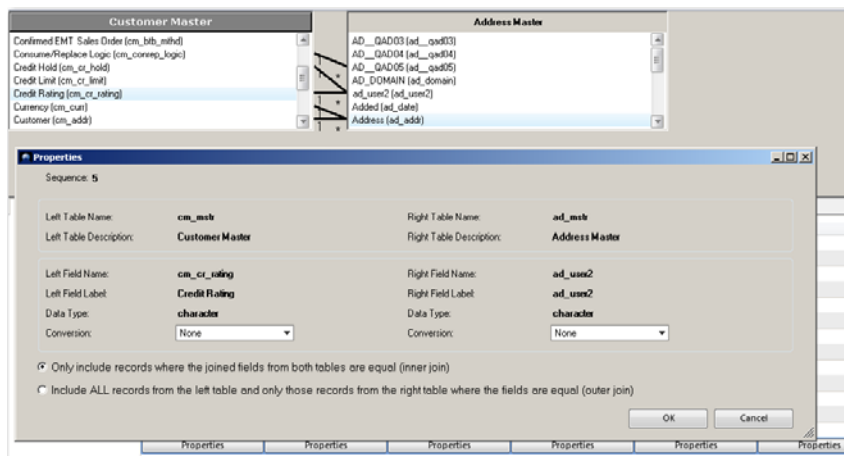 Customer Master
Address Master
Confirmed EMT Sales Order (cm_btb_mthd)
Consume/Replace Logic (cm_conrep_logic)
Credit Hold (cm_cr_hold)
Credit Limit (cm_cr_limit)
Credit Rating (cm_cr_rating)
Currency (cm_curr)
Customer (cm_addr)
AD__QAD03 (ad__qad03)
AD__QAD04 (ad__qad04)
AD__QAD05 (ad__qad05)
AD_DOMAIN (ad_domain)
ad_user2 (ad_user2)
Added (ad_date)
Address (ad_addr)
Properties
Sequence: 5
Left Table Name: cm_mstr Right Table Name: ad_mstr
Left Table Description: Customer Master Right Table Description: Address Master
Left Field Name: cm_cr_rating Right Field Name: ad_user2
Left Field Label: Credit Rating Right Field Label: ad_user2
Data Type: character Data Type: character
Conversion: None Conversion: None
Only include records where the joined fields from both tables are equal (inner join)
Include ALL records from the left table and only those records from the right table where the fields are equal (outer join)
OK Cancel
Properties Properties Properties Properties Properties Properties